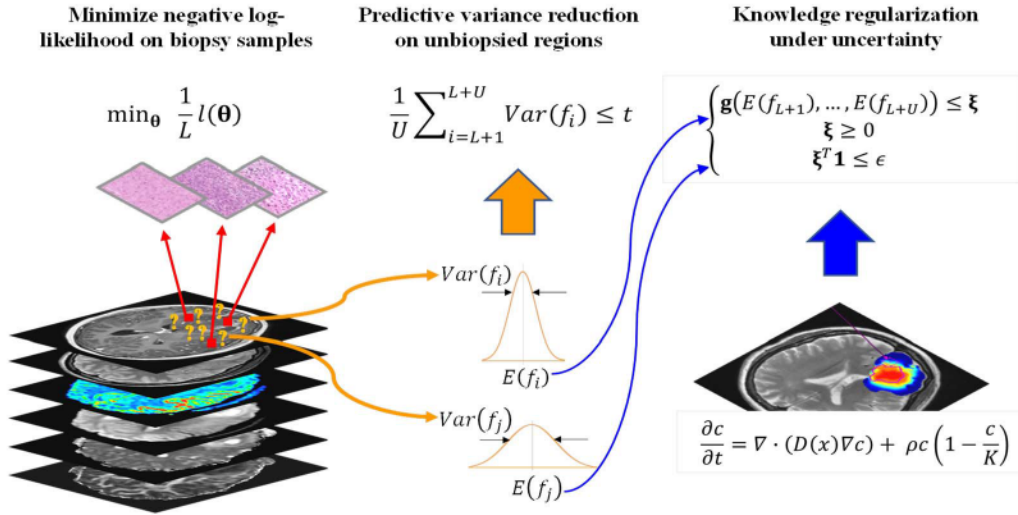 Minimize negative log-
likelihood on biopsy samples
Predictive variance reduction
on unbiopsied regions
Knowledge regularization
under uncertainty
min_θ 1/L l(θ)
1/U ∑_{i=L+1}^{L+U} Var(f_i) ≤ t
g(E(f_{L+1}), …, E(f_{L+U})) ≤ ξ
ξ ≥ 0
ξ^T 1 ≤ ϵ
Var(f_i)
E(f_i)
Var(f_j)
E(f_j)
? ? ? ?? ? ?
∂c/∂t = ∇ · (D(x)∇c) + ρc (1 − c/K)